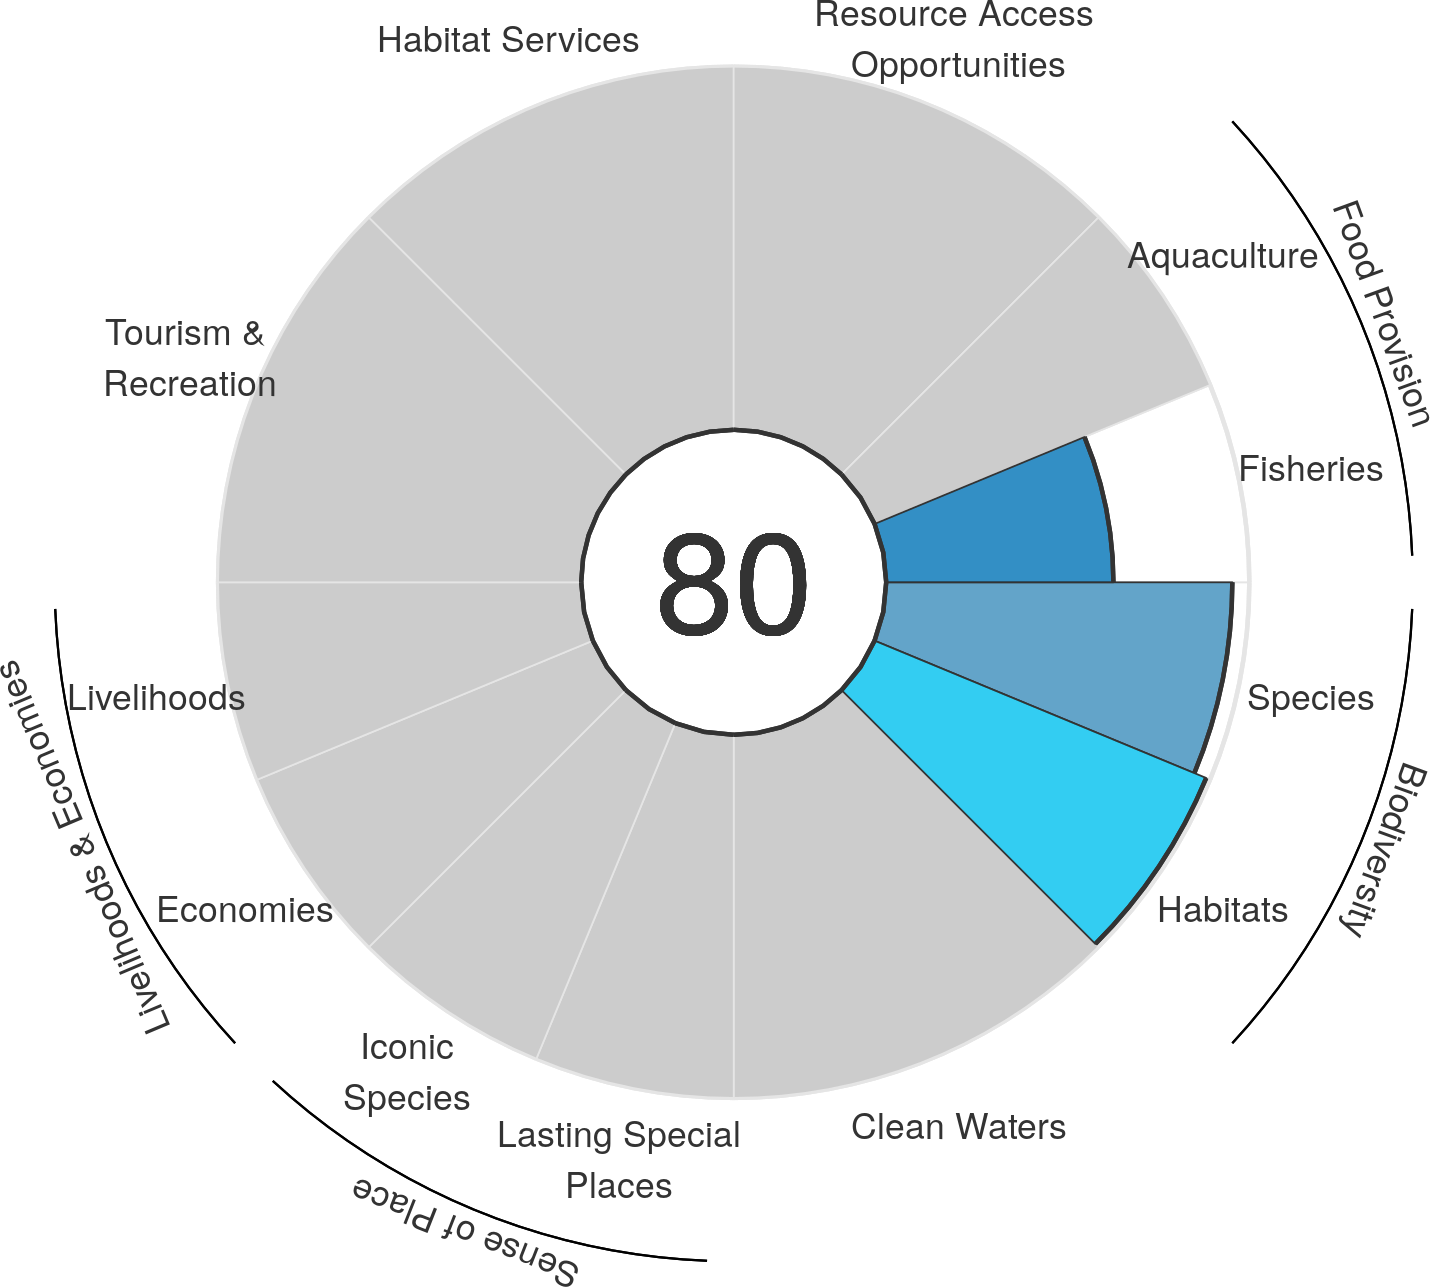 Resource Access
Opportunities
Habitat Services
Aquaculture
Food Provision
Tourism &
Recreation
Fisheries
80
Species
Livelihoods
Livelihoods & Economies
Biodiversity
Habitats
Economies
Iconic
Species
Clean Waters
Lasting Special
Places
Sense of Place